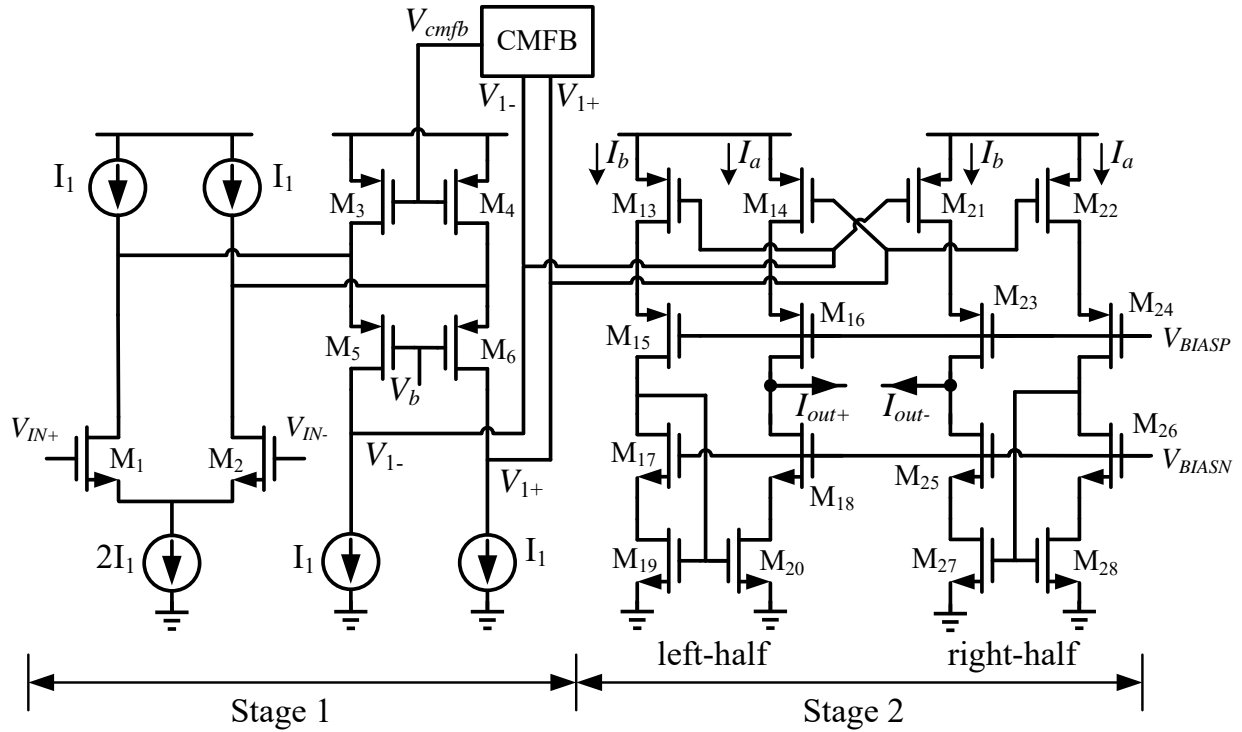 V_cmfb
CMFB
V_1-
V_1+
I_1
I_1
M_3
M_4
I_b
I_a
I_b
I_a
M_13
M_14
M_21
M_22
M_5
M_6
V_b
M_15
M_16
M_23
M_24
V_BIASP
I_out+
I_out-
V_IN+
V_IN-
M_1
M_2
V_1-
V_1+
M_17
M_18
M_25
M_26
V_BIASN
2I_1
I_1
I_1
M_19
M_20
M_27
M_28
left-half
right-half
Stage 1
Stage 2